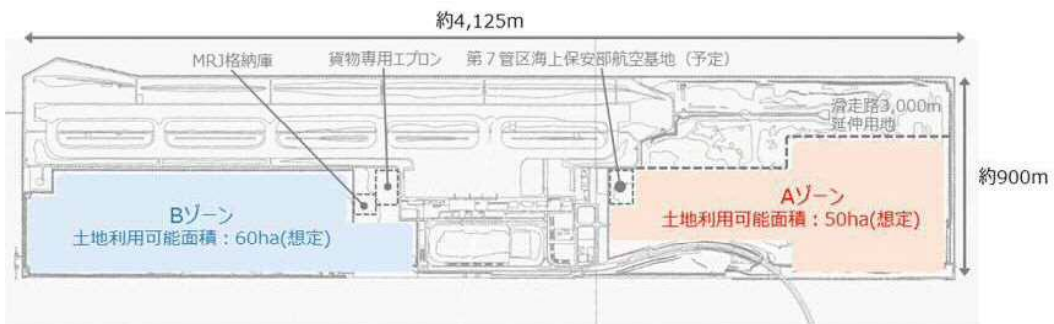 約4,125m
MRJ格納庫
貨物専用エプロン
第7管区海上保安部航空基地（予定）
滑走路3,000m
延伸用地
約900m
Bゾーン
土地利用可能面積：60ha(想定)
Aゾーン
土地利用可能面積：50ha(想定)